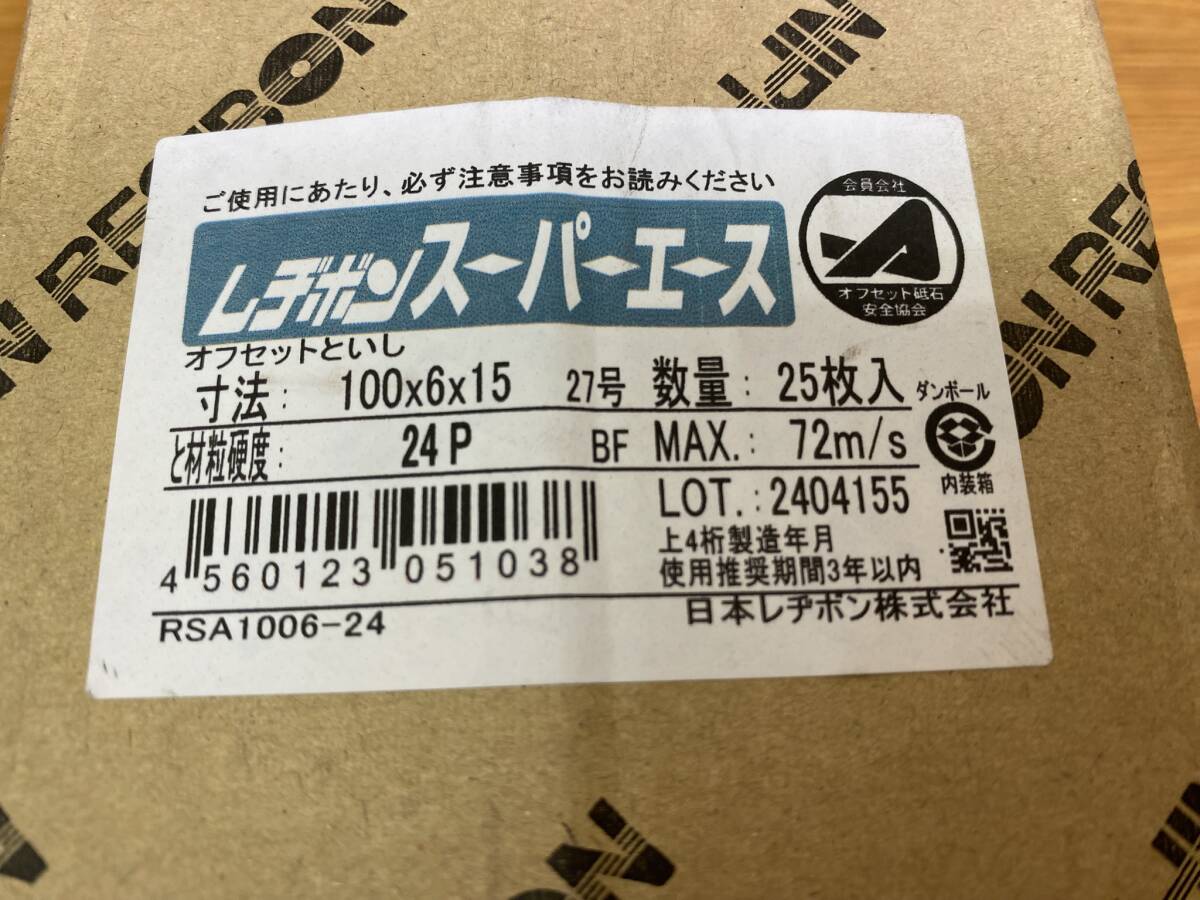 RESIBON
ご使用にあたり、必ず注意事項をお読みください
レヂボンスーパーエース
会員会社
オフセット砥石
安全協会
オフセットといし
寸法: 100x6x15 27号 数量: 25枚入
ダンボール
と材粒硬度: 24P BF MAX.: 72m/s
内装箱
LOT.:2404155
上4桁製造年月
使用推奨期間3年以内
4 560123 051038
日本レヂボン株式会社
RSA1006-24